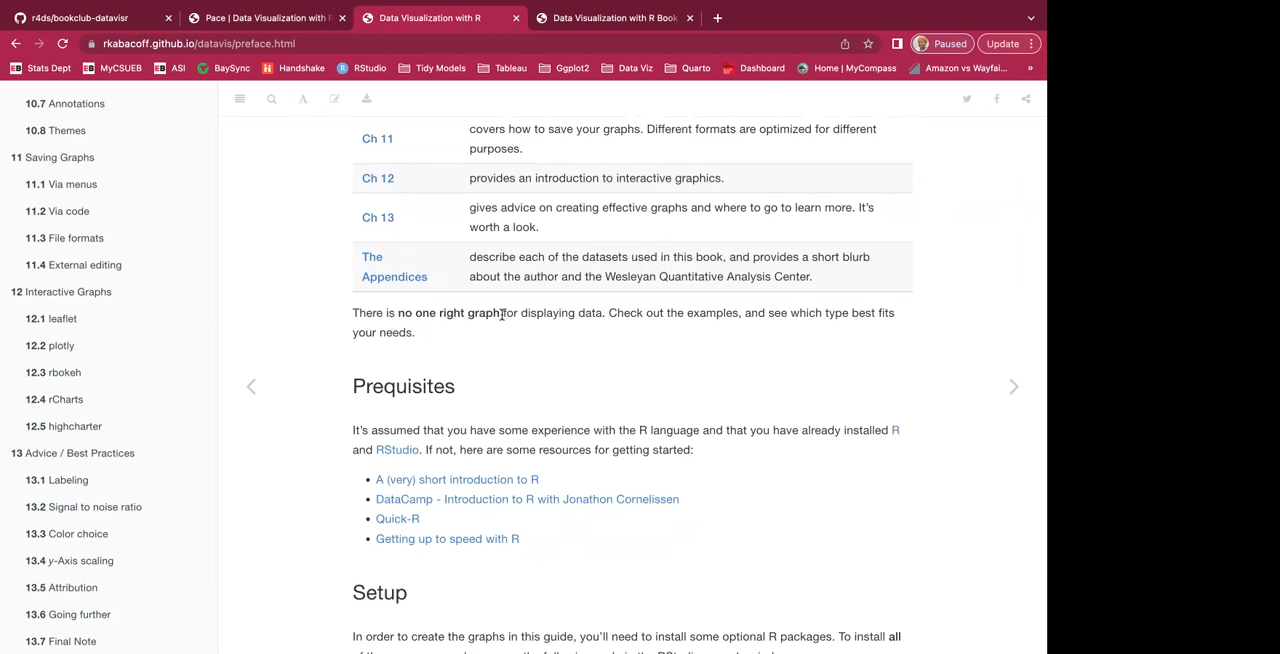 r4ds/bookclub-datavisr
Pace | Data Visualization with R
Data Visualization with R
Data Visualization with R Book
rkabacoff.github.io/datavis/preface.html
Paused
Update
Stats Dept
MyCSUEB
ASI
BaySync
Handshake
RStudio
Tidy Models
Tableau
Ggplot2
Data Viz
Quarto
Dashboard
Home | MyCompass
Amazon vs Wayfai...
»
10.7 Annotations
10.8 Themes
11 Saving Graphs
11.1 Via menus
11.2 Via code
11.3 File formats
11.4 External editing
12 Interactive Graphs
12.1 leaflet
12.2 plotly
12.3 rbokeh
12.4 rCharts
12.5 highcharter
13 Advice / Best Practices
13.1 Labeling
13.2 Signal to noise ratio
13.3 Color choice
13.4 y-Axis scaling
13.5 Attribution
13.6 Going further
13.7 Final Note
Ch 11
covers how to save your graphs. Different formats are optimized for different
purposes.
Ch 12
provides an introduction to interactive graphics.
Ch 13
gives advice on creating effective graphs and where to go to learn more. It's
worth a look.
The
Appendices
describe each of the datasets used in this book, and provides a short blurb
about the author and the Wesleyan Quantitative Analysis Center.
There is no one right graph for displaying data. Check out the examples, and see which type best fits
your needs.
Prequisites
It's assumed that you have some experience with the R language and that you have already installed R
and RStudio. If not, here are some resources for getting started:
• A (very) short introduction to R
• DataCamp - Introduction to R with Jonathon Cornelissen
• Quick-R
• Getting up to speed with R
Setup
In order to create the graphs in this guide, you'll need to install some optional R packages. To install all